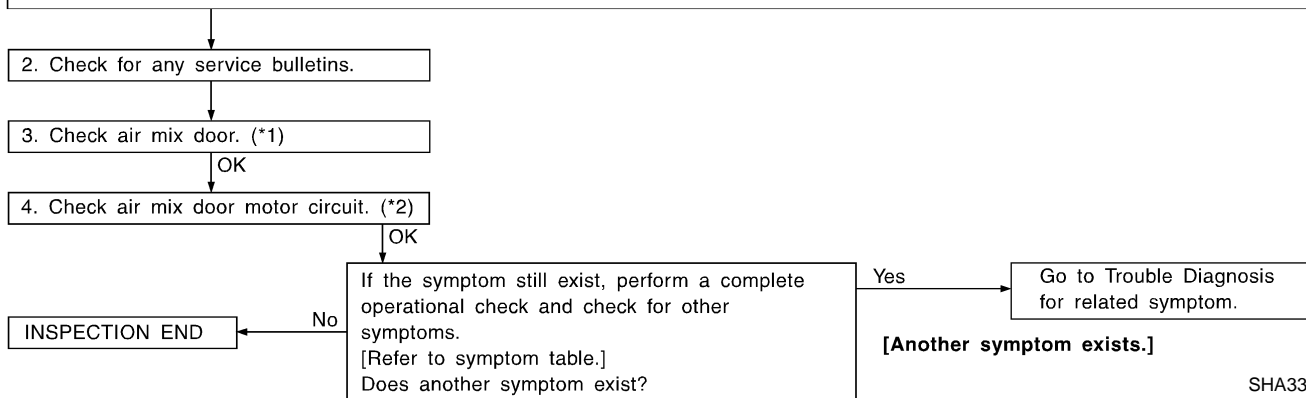 2. Check for any service bulletins.
3. Check air mix door. (*1)
OK
4. Check air mix door motor circuit. (*2)
OK
If the symptom still exist, perform a complete
operational check and check for other
symptoms.
[Refer to symptom table.]
Does another symptom exist?
Yes
Go to Trouble Diagnosis
for related symptom.
[Another symptom exists.]
No
INSPECTION END
SHA33